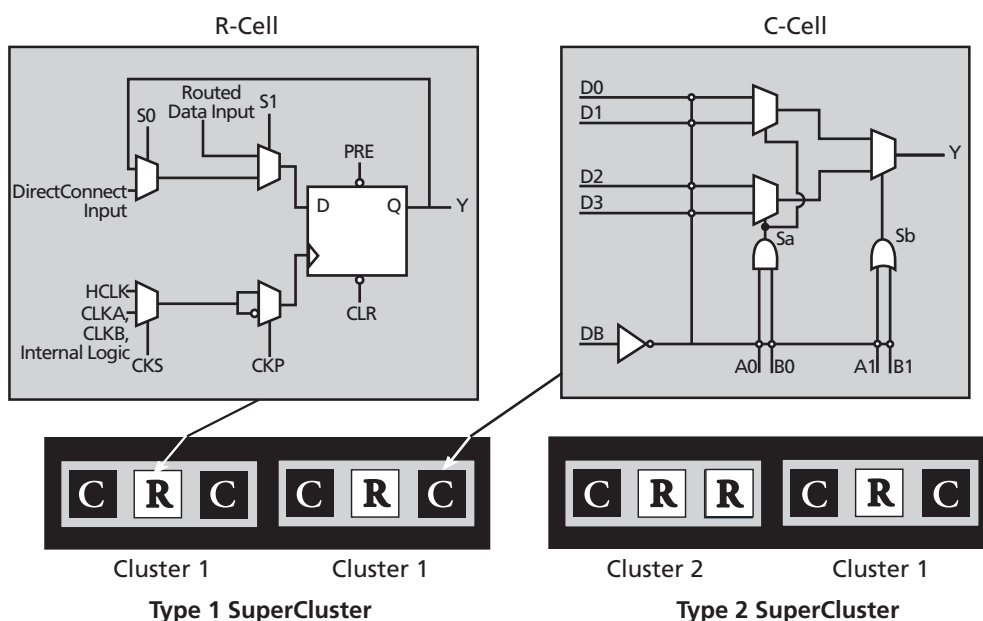 R-Cell
S0
Routed
Data Input
S1
PRE
DirectConnect
Input
D
Q
Y
HCLK
CLKA,
CLKB,
Internal Logic
CKS
CKP
CLR
C-Cell
D0
D1
D2
D3
Sa
Sb
Y
DB
A0
B0
A1
B1
C R C
C R C
C R R
C R C
Cluster 1
Cluster 1
Cluster 2
Cluster 1
Type 1 SuperCluster
Type 2 SuperCluster